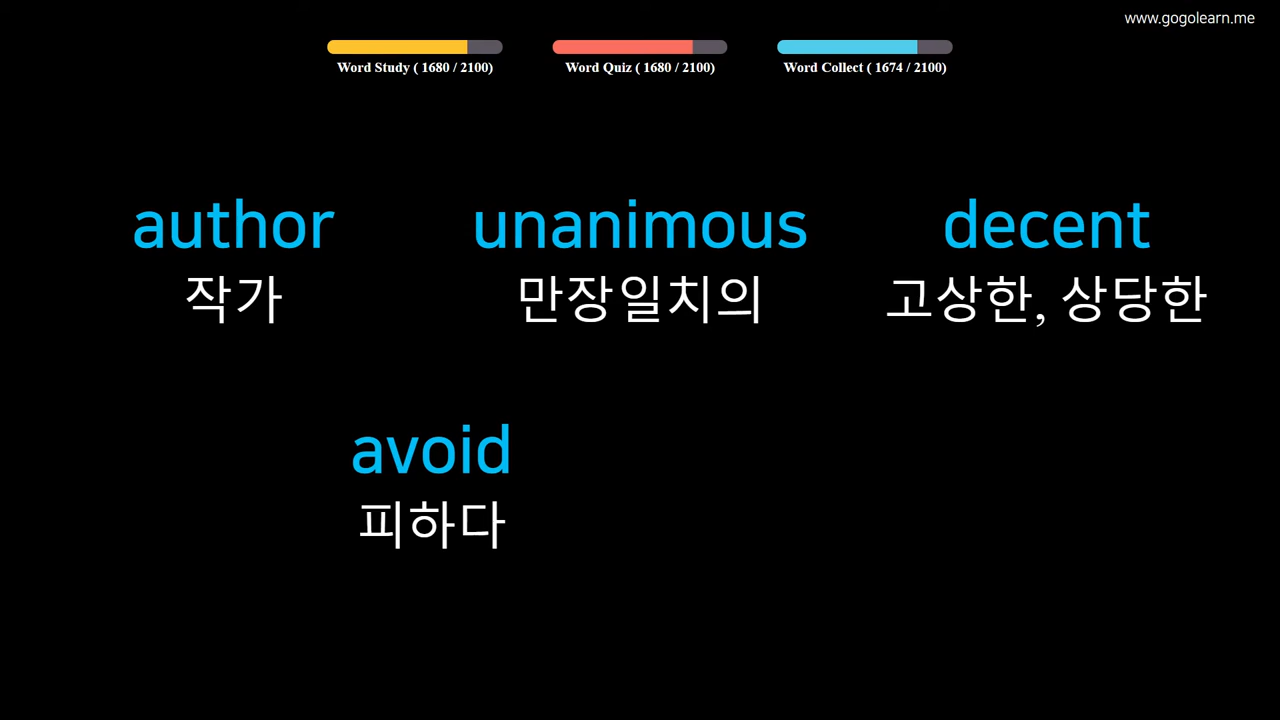 www.gogolearn.me
Word Study ( 1680 / 2100)
Word Quiz ( 1680 / 2100)
Word Collect ( 1674 / 2100)
author
작가
unanimous
만장일치의
decent
고상한, 상당한
avoid
피하다